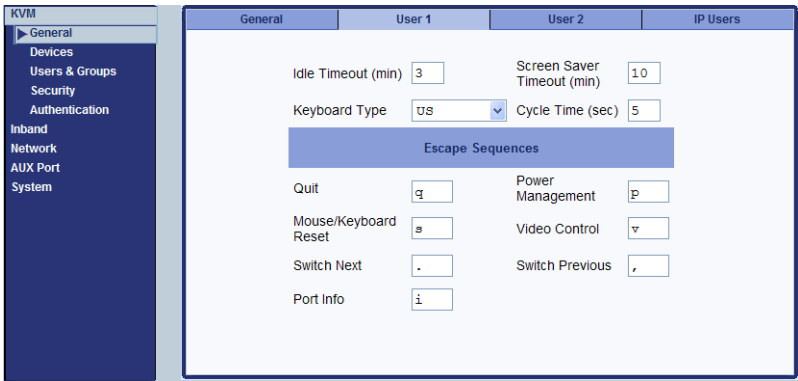 KVM
General
Devices
Users & Groups
Security
Authentication
Inband
Network
AUX Port
System
General User 1 User 2 IP Users
Idle Timeout (min) 3 Screen Saver
Timeout (min) 10
Keyboard Type US Cycle Time (sec) 5
Escape Sequences
Quit q Power
Management p
Mouse/Keyboard
Reset s Video Control v
Switch Next . Switch Previous ,
Port Info i